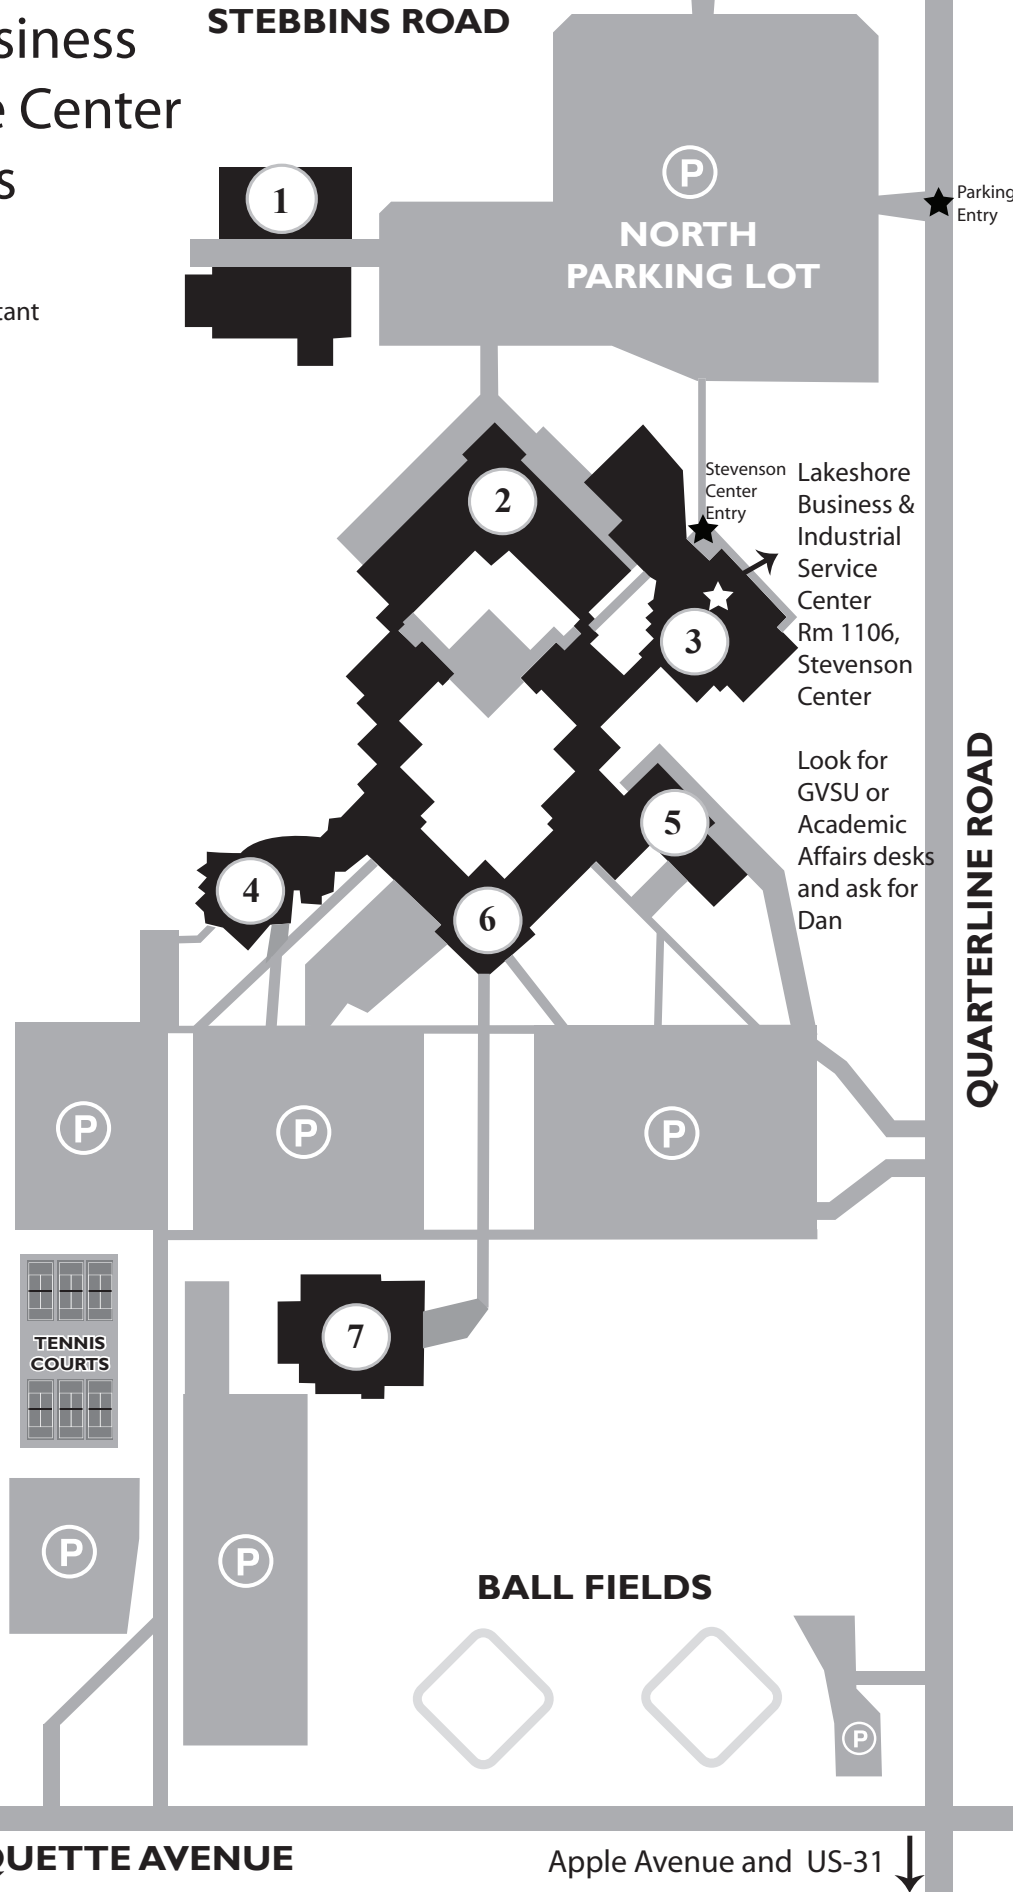 STEBBINS ROAD
siness
e Center
s
tant
1
P
NORTH
PARKING LOT
Parking
Entry
2
Stevenson
Center
Entry
3
Lakeshore
Business &
Industrial
Service
Center
Rm 1106,
Stevenson
Center
Look for
GVSU or
Academic
Affairs desks
and ask for
Dan
5
4
6
QUARTERLINE ROAD
P
P
P
TENNIS
COURTS
7
P
P
BALL FIELDS
P
QUETTE AVENUE
Apple Avenue and US-31